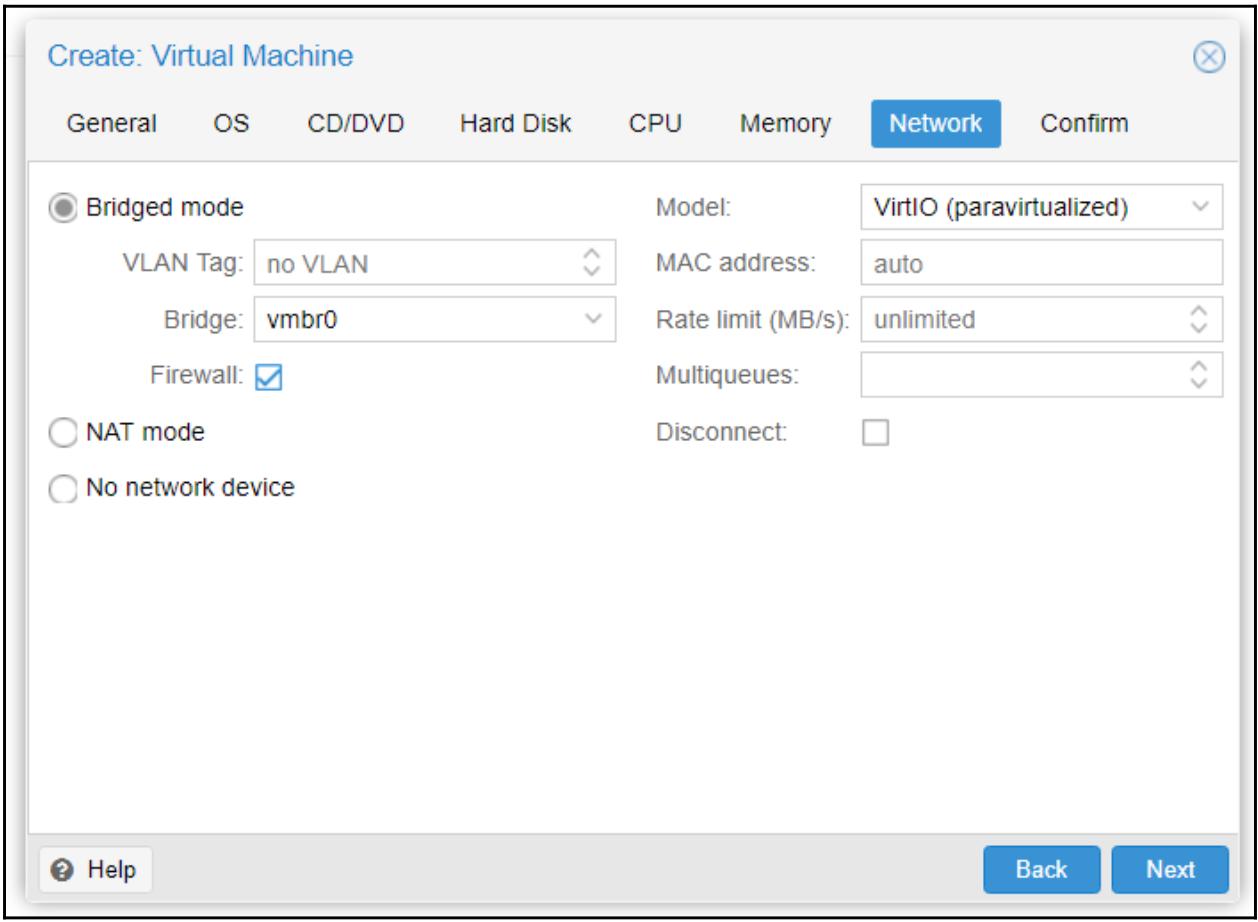 Create: Virtual Machine
General OS CD/DVD Hard Disk CPU Memory Network Confirm
Bridged mode
VLAN Tag: no VLAN
Bridge: vmbr0
Firewall:
NAT mode
No network device
Model: VirtIO (paravirtualized)
MAC address: auto
Rate limit (MB/s): unlimited
Multiqueues:
Disconnect:
Help Back Next